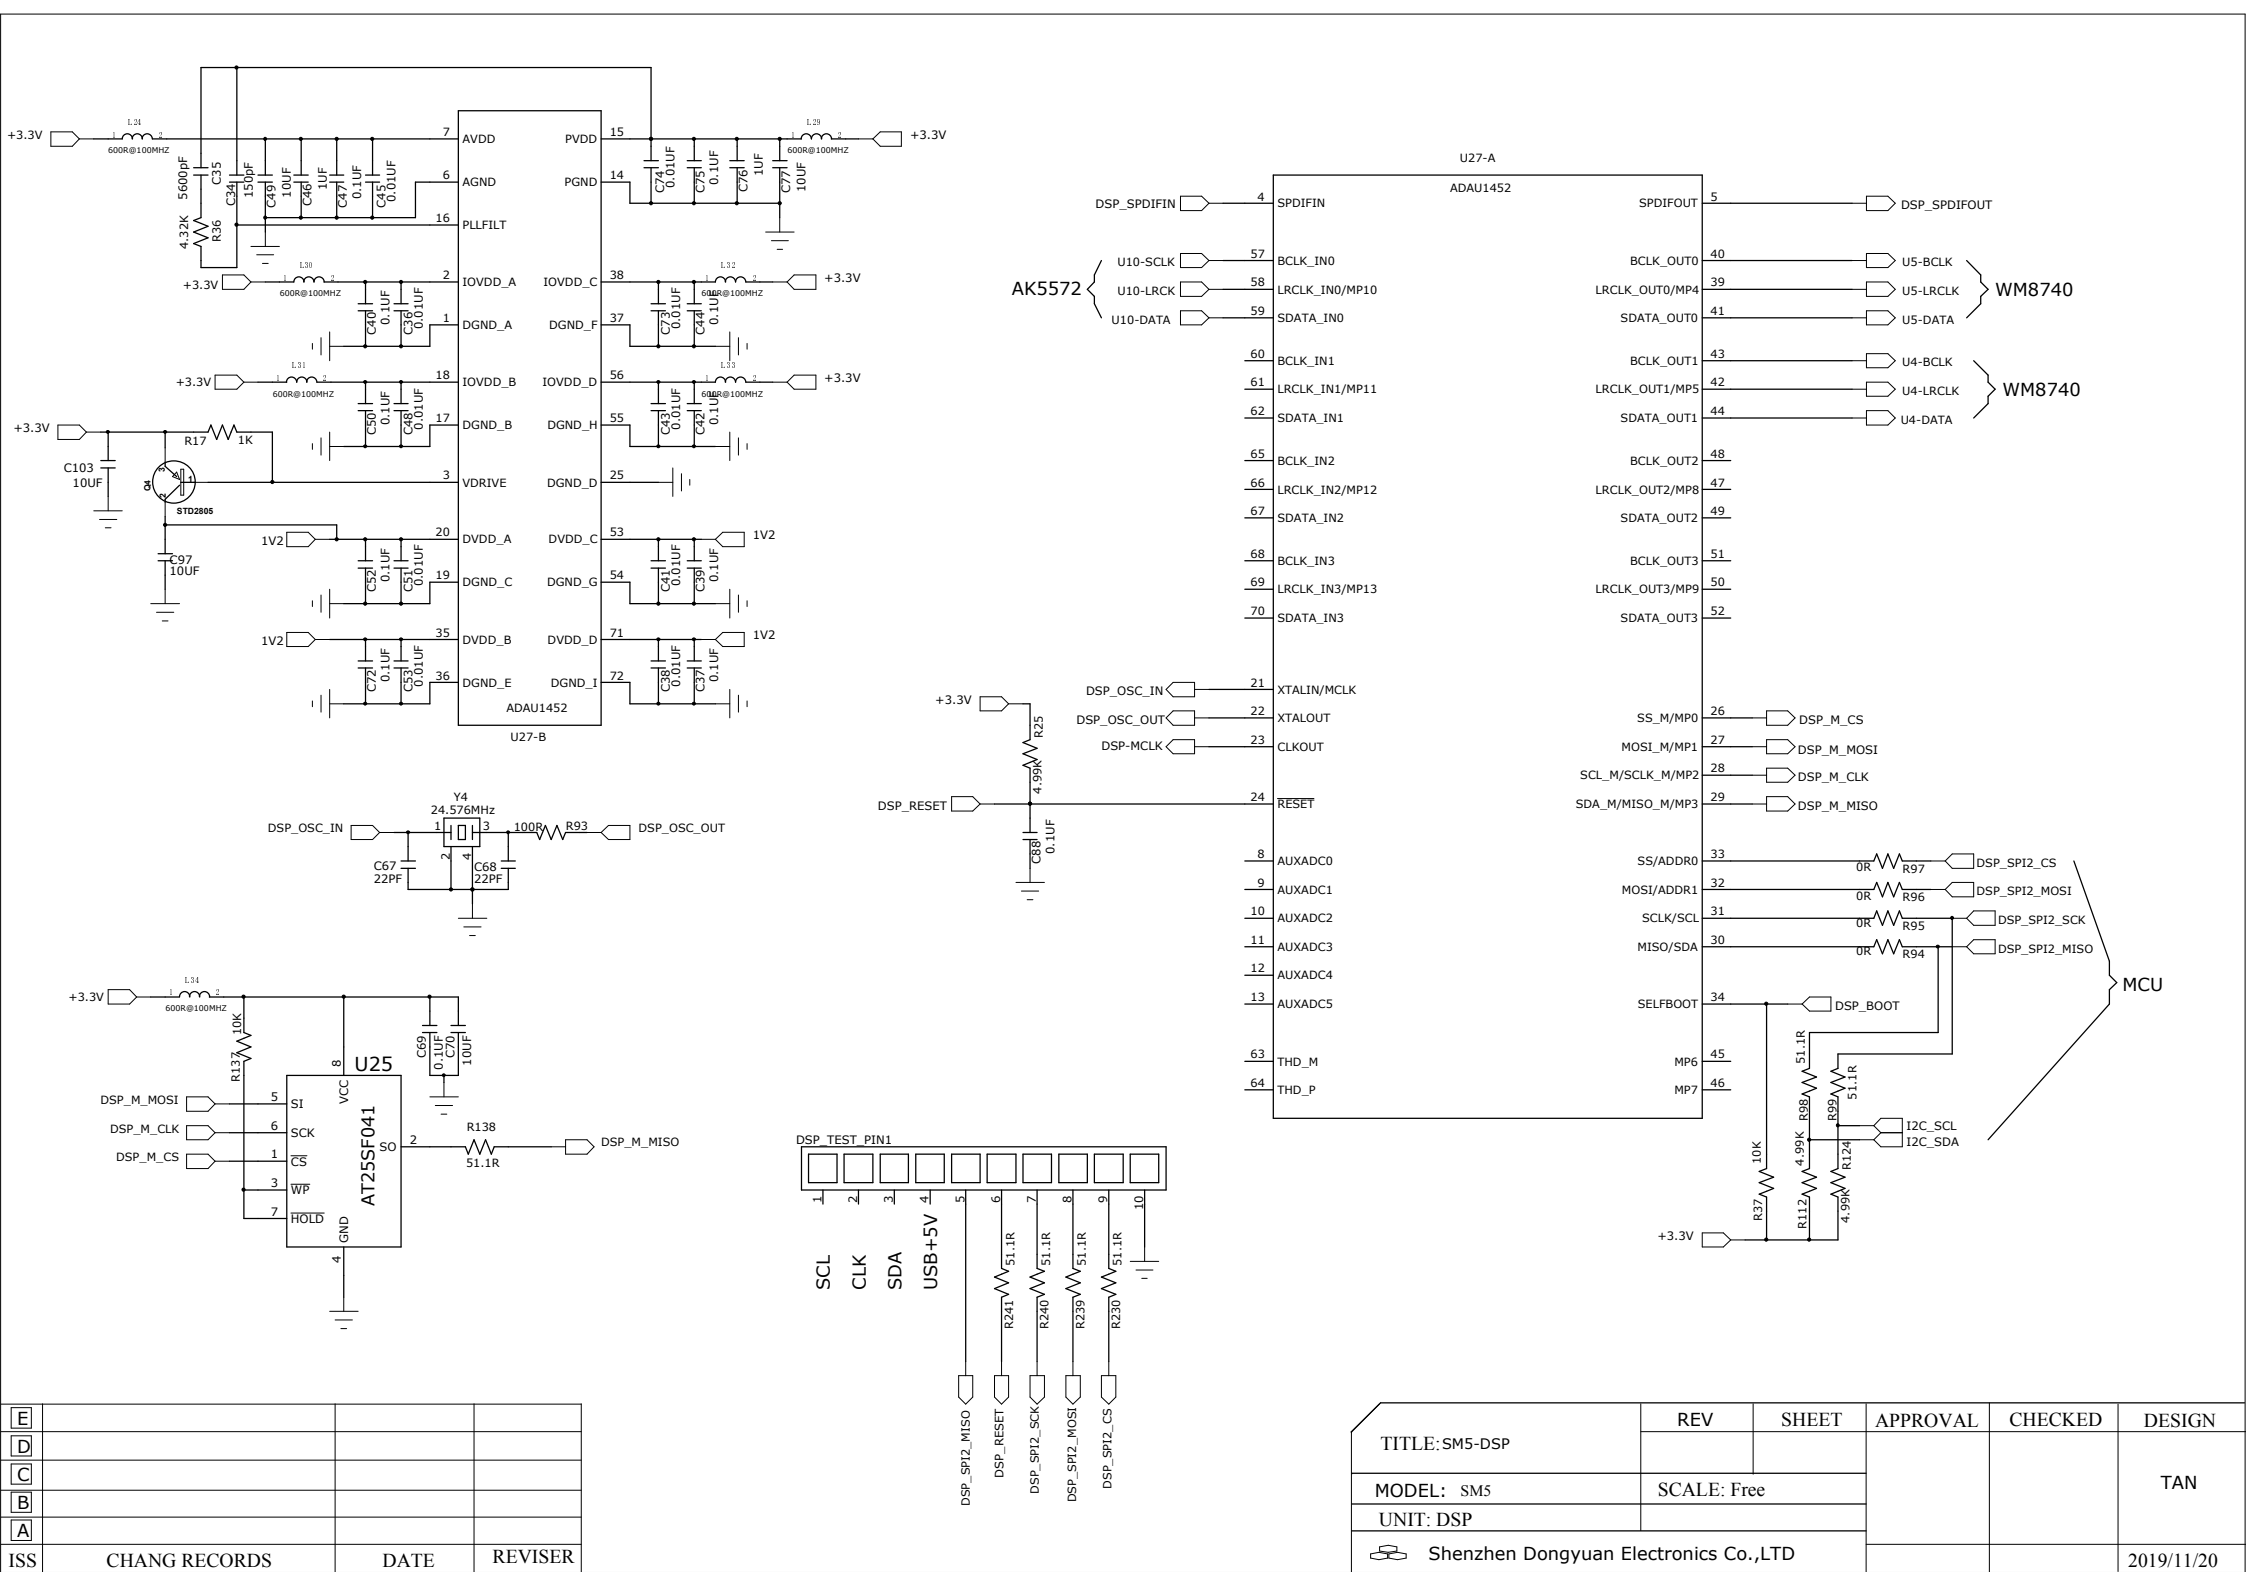 +3.3V
L24
1 2
600R@100MHZ
5600pF
C35
C34
150pF
C49
10UF
C46
1UF
C47
0.1UF
C45
0.01UF
4.32K
R36
7 AVDD
6 AGND
16 PLLFILT
PVDD 15
PGND 14
C74
0.01UF
C75
0.1UF
C76
1UF
C77
10UF
L29
1 2
600R@100MHZ
+3.3V
+3.3V
L30
1 2
600R@100MHZ
C40
0.1UF
C36
0.01UF
2 IOVDD_A
1 DGND_A
IOVDD_C 38
DGND_F 37
C73
0.01UF
C44
0.1UF
L32
1 2
600R@100MHZ
+3.3V
+3.3V
L31
1 2
600R@100MHZ
C50
0.1UF
C48
0.01UF
18 IOVDD_B
17 DGND_B
IOVDD_D 56
DGND_H 55
C43
0.01UF
C42
0.1UF
L33
1 2
600R@100MHZ
+3.3V
+3.3V
R17 1K
C103
10UF
Q4
3
1
2
STD2805
C97
10UF
3 VDRIVE
DGND_D 25
1V2
C52
0.1UF
C51
0.01UF
20 DVDD_A
19 DGND_C
DVDD_C 53
DGND_G 54
C41
0.01UF
C39
0.1UF
1V2
1V2
C72
0.1UF
C53
0.01UF
35 DVDD_B
36 DGND_E
DVDD_D 71
DGND_I 72
C38
0.01UF
C37
0.1UF
1V2
ADAU1452
U27-B
Y4
24.576MHz
DSP_OSC_IN
1 3
2 4
100R R93
DSP_OSC_OUT
C67
22PF
C68
22PF
+3.3V
L34
1 2
600R@100MHZ
10K
R137
C69
0.1UF
C70
10UF
U25
AT25SF041
8 VCC
DSP_M_MOSI 5 SI
DSP_M_CLK 6 SCK
DSP_M_CS 1 CS
3 WP
7 HOLD
GND 4
SO 2
R138
51.1R
DSP_M_MISO
U27-A
ADAU1452
DSP_SPDIFIN 4 SPDIFIN
AK5572
U10-SCLK 57 BCLK_IN0
U10-LRCK 58 LRCLK_IN0/MP10
U10-DATA 59 SDATA_IN0
60 BCLK_IN1
61 LRCLK_IN1/MP11
62 SDATA_IN1
65 BCLK_IN2
66 LRCLK_IN2/MP12
67 SDATA_IN2
68 BCLK_IN3
69 LRCLK_IN3/MP13
70 SDATA_IN3
DSP_OSC_IN 21 XTALIN/MCLK
DSP_OSC_OUT 22 XTALOUT
DSP-MCLK 23 CLKOUT
+3.3V
R25
4.99K
DSP_RESET 24 RESET
C88
0.1UF
8 AUXADC0
9 AUXADC1
10 AUXADC2
11 AUXADC3
12 AUXADC4
13 AUXADC5
63 THD_M
64 THD_P
SPDIFOUT 5 DSP_SPDIFOUT
BCLK_OUT0 40 U5-BCLK
LRCLK_OUT0/MP4 39 U5-LRCLK
SDATA_OUT0 41 U5-DATA
WM8740
BCLK_OUT1 43 U4-BCLK
LRCLK_OUT1/MP5 42 U4-LRCLK
SDATA_OUT1 44 U4-DATA
WM8740
BCLK_OUT2 48
LRCLK_OUT2/MP8 47
SDATA_OUT2 49
BCLK_OUT3 51
LRCLK_OUT3/MP9 50
SDATA_OUT3 52
SS_M/MP0 26 DSP_M_CS
MOSI_M/MP1 27 DSP_M_MOSI
SCL_M/SCLK_M/MP2 28 DSP_M_CLK
SDA_M/MISO_M/MP3 29 DSP_M_MISO
SS/ADDR0 33 0R R97 DSP_SPI2_CS
MOSI/ADDR1 32 0R R96 DSP_SPI2_MOSI
SCLK/SCL 31 0R R95 DSP_SPI2_SCK
MISO/SDA 30 0R R94 DSP_SPI2_MISO
MCU
SELFBOOT 34 DSP_BOOT
MP6 45
MP7 46
51.1R
R98
R99
51.1R
I2C_SCL
I2C_SDA
10K
R37
4.99K
R112
R124
4.99K
+3.3V
DSP_TEST_PIN1
1 2 3 4 5 6 7 8 9 10
SCL
CLK
SDA
USB+5V
51.1R
R241
51.1R
R240
51.1R
R239
51.1R
R230
DSP_SPI2_MISO
DSP_RESET
DSP_SPI2_SCK
DSP_SPI2_MOSI
DSP_SPI2_CS
E
D
C
B
A
ISS CHANG RECORDS DATE REVISER
TITLE:SM5-DSP
REV SHEET APPROVAL CHECKED DESIGN
MODEL: SM5
SCALE: Free
TAN
UNIT: DSP
Shenzhen Dongyuan Electronics Co.,LTD
2019/11/20